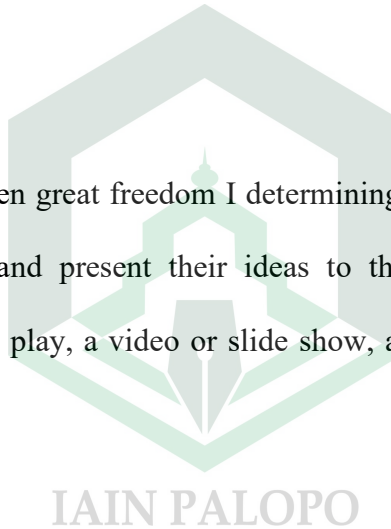 en great freedom I determining
and present their ideas to th
play, a video or slide show, a
IAIN PALOPO